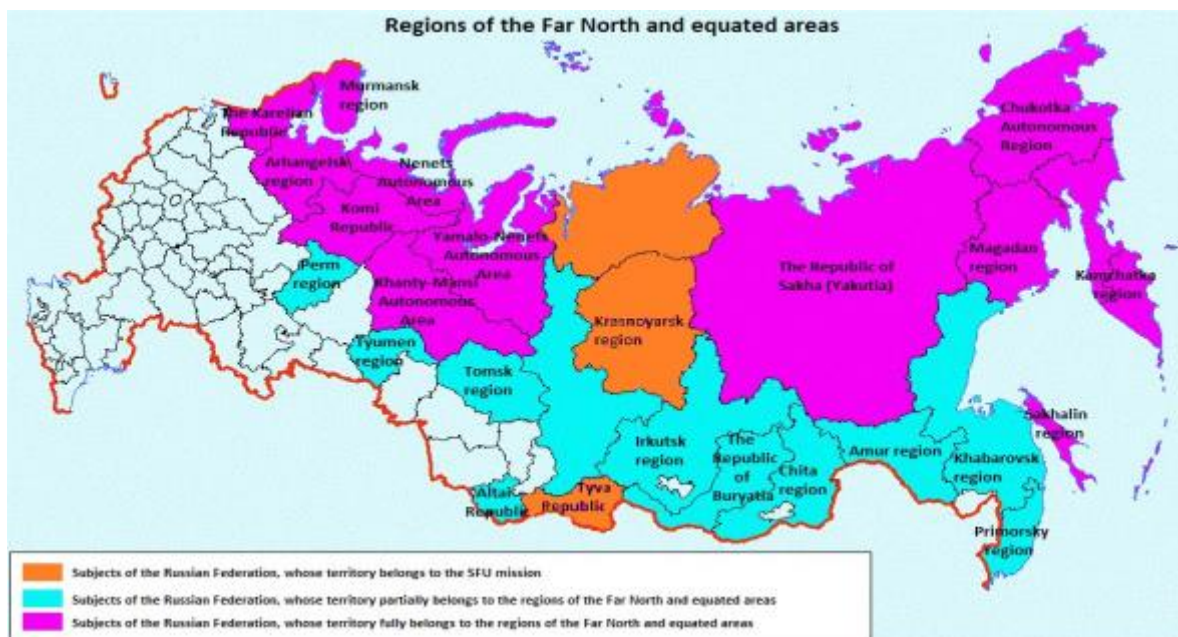 Regions of the Far North and equated areas
Murmansk
region
The Karelian
Republic
Arhangelsk
region
Nenets
Autonomous
Area
Komi
Republic
Yamalo-Nenets
Autonomous
Area
Khanty-Mansi
Autonomous
Area
Perm
region
Tyumen
region
Tomsk
region
Krasnoyarsk
region
The Republic of
Sakha (Yakutia)
Chukotka
Autonomous
Region
Magadan
region
Kamchatka
region
Sakhalin
region
Irkutsk
region
The
Republic
of
Buryatia
Chita
region
Amur region
Khabarovsk
region
Primorsky
region
Altai
Republic
Tyva
Republic
Subjects of the Russian Federation, whose territory belongs to the SFU mission
Subjects of the Russian Federation, whose territory partially belongs to the regions of the Far North and equated areas
Subjects of the Russian Federation, whose territory fully belongs to the regions of the Far North and equated areas